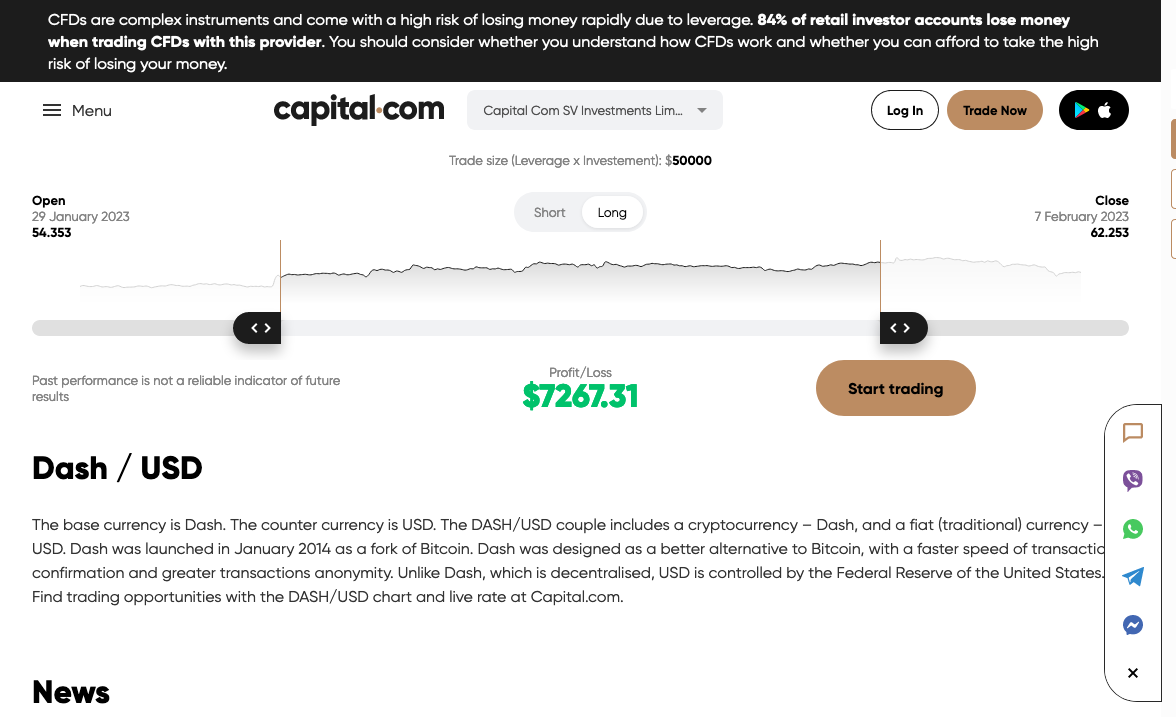 CFDs are complex instruments and come with a high risk of losing money rapidly due to leverage. 84% of retail investor accounts lose money
when trading CFDs with this provider. You should consider whether you understand how CFDs work and whether you can afford to take the high
risk of losing your money.
Menu
capital.com
Capital Com SV Investments Lim...
Log In
Trade Now
Trade size (Leverage x Investement): $50000
Open
29 January 2023
54.353
Short
Long
Close
7 February 2023
62.253
Past performance is not a reliable indicator of future
results
Profit/Loss
$7267.31
Start trading
Dash / USD
The base currency is Dash. The counter currency is USD. The DASH/USD couple includes a cryptocurrency – Dash, and a fiat (traditional) currency –
USD. Dash was launched in January 2014 as a fork of Bitcoin. Dash was designed as a better alternative to Bitcoin, with a faster speed of transactio
confirmation and greater transactions anonymity. Unlike Dash, which is decentralised, USD is controlled by the Federal Reserve of the United States.
Find trading opportunities with the DASH/USD chart and live rate at Capital.com.
News